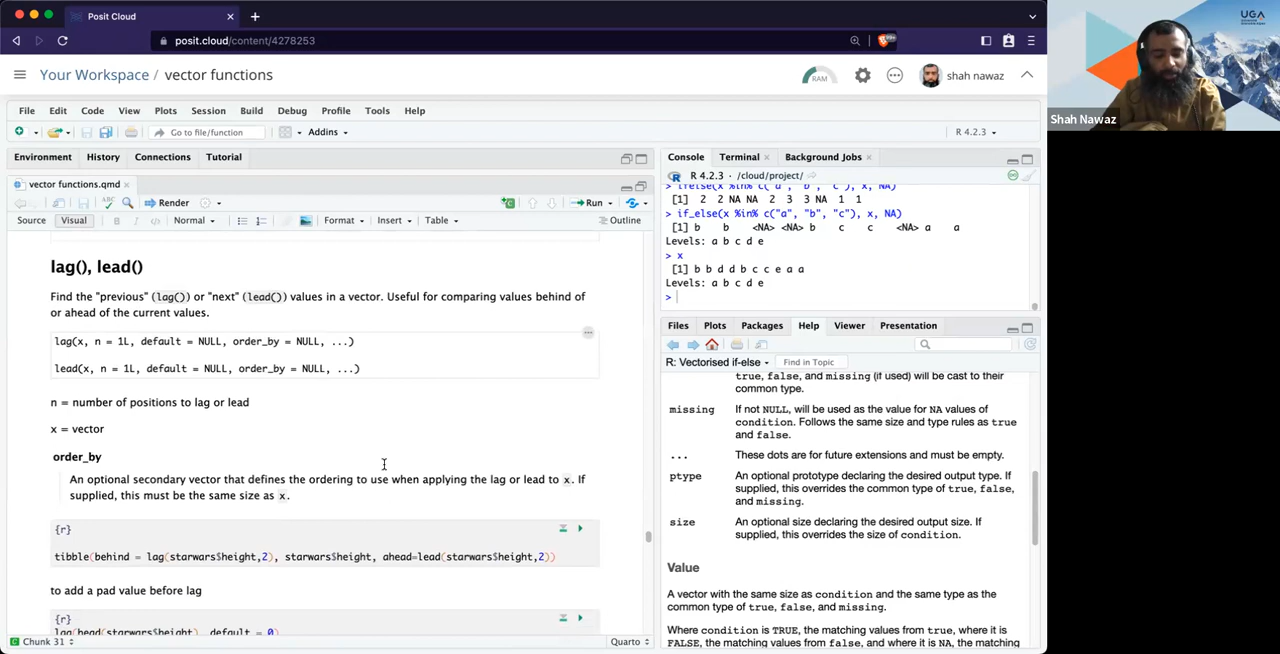 Posit Cloud
posit.cloud/content/4278253
Your Workspace / vector functions
RAM
shah nawaz
File Edit Code View Plots Session Build Debug Profile Tools Help
Go to file/function
Addins
R 4.2.3
Environment History Connections Tutorial
vector functions.qmd
Render
Run
Source Visual B I </> Normal Format Insert Table Outline
lag(), lead()
Find the "previous" (lag()) or "next" (lead()) values in a vector. Useful for comparing values behind of
or ahead of the current values.
lag(x, n = 1L, default = NULL, order_by = NULL, ...)
lead(x, n = 1L, default = NULL, order_by = NULL, ...)
n = number of positions to lag or lead
x = vector
order_by
An optional secondary vector that defines the ordering to use when applying the lag or lead to x. If
supplied, this must be the same size as x.
{r}
tibble(behind = lag(starwars$height,2), starwars$height, ahead=lead(starwars$height,2))
to add a pad value before lag
{r}
lag(head(starwars$height), default = 0)
Chunk 31
Quarto
Console Terminal Background Jobs
R 4.2.3 · /cloud/project/
> ifelse(x %in% c("a", "b", "c"), x, NA)
[1] 2 2 NA NA 2 3 3 NA 1 1
> if_else(x %in% c("a", "b", "c"), x, NA)
[1] b b <NA> <NA> b c c <NA> a a
Levels: a b c d e
> x
[1] b b d d b c c e a a
Levels: a b c d e
>
Files Plots Packages Help Viewer Presentation
R: Vectorised if-else
Find in Topic
true, false, and missing (if used) will be cast to their
common type.
missing If not NULL, will be used as the value for NA values of
condition. Follows the same size and type rules as true
and false.
... These dots are for future extensions and must be empty.
ptype An optional prototype declaring the desired output type. If
supplied, this overrides the common type of true, false,
and missing.
size An optional size declaring the desired output size. If
supplied, this overrides the size of condition.
Value
A vector with the same size as condition and the same type as the
common type of true, false, and missing.
Where condition is TRUE, the matching values from true, where it is
FALSE, the matching values from false, and where it is NA, the matching
UGA
Shah Nawaz